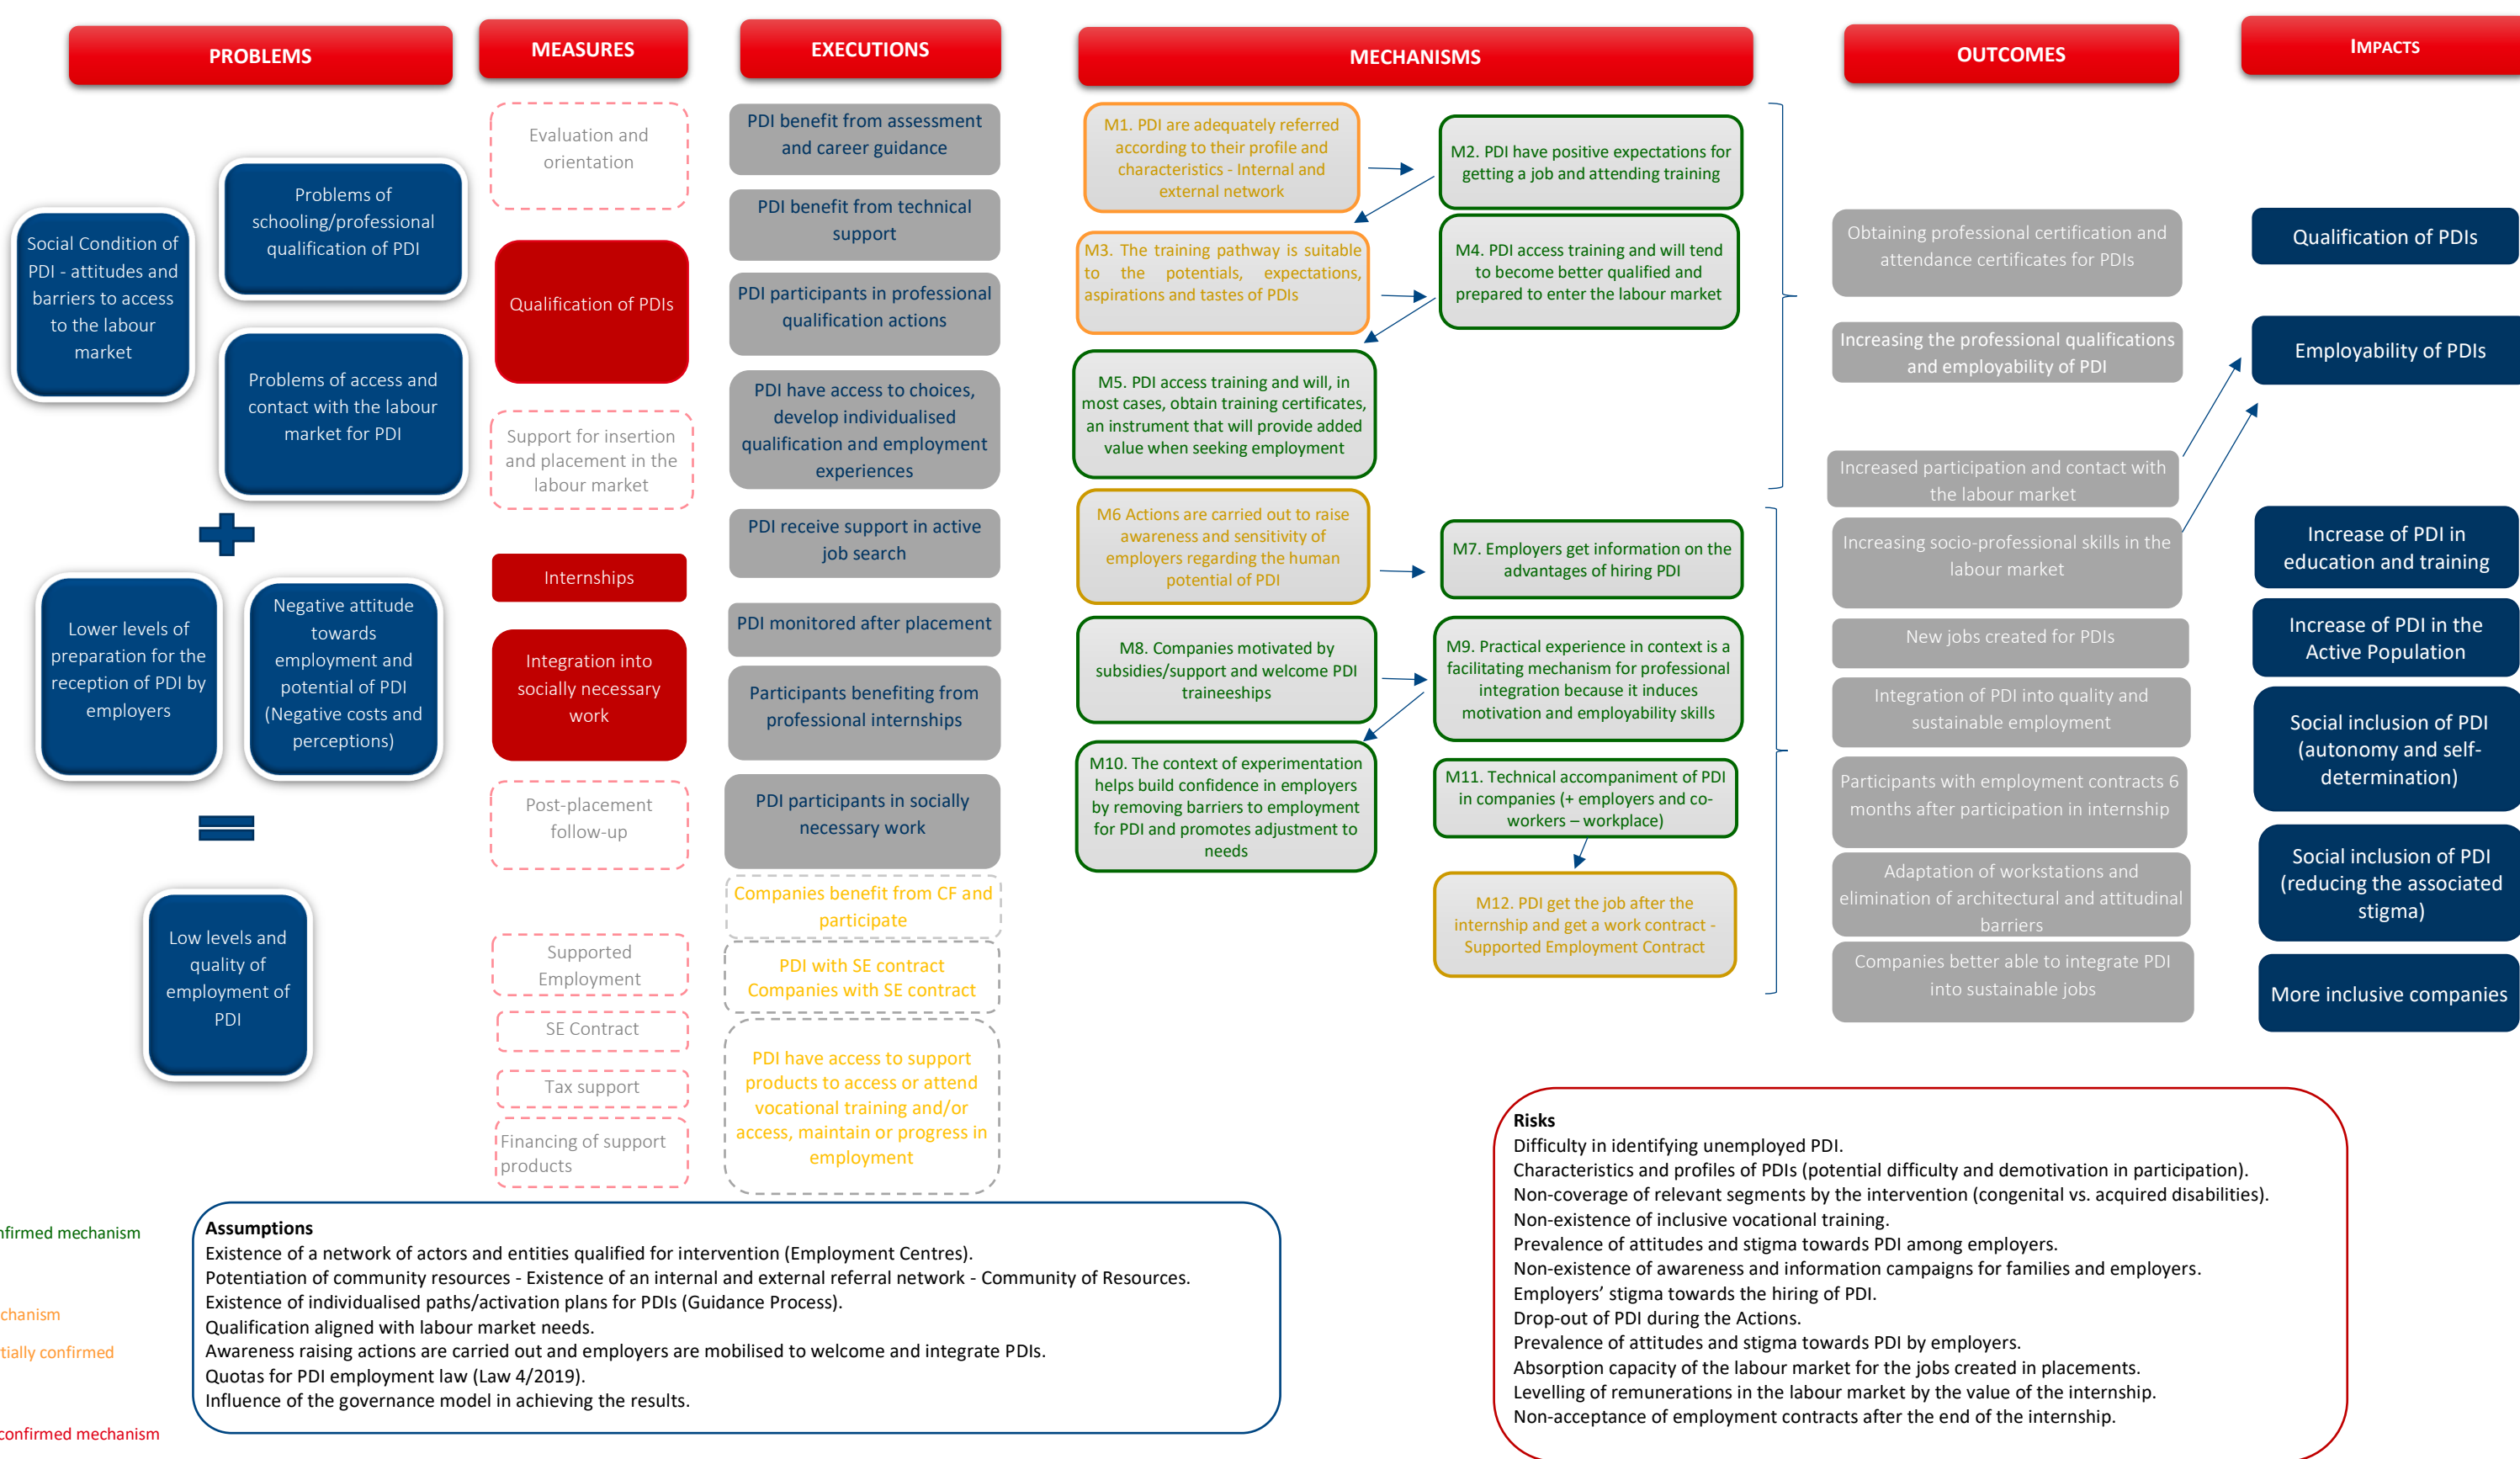 PROBLEMS
MEASURES
EXECUTIONS
MECHANISMS
OUTCOMES
IMPACTS
Social Condition of
PDI - attitudes and
barriers to access
to the labour
market
Problems of
schooling/professional
qualification of PDI
Problems of access and
contact with the labour
market for PDI
Lower levels of
preparation for the
reception of PDI by
employers
Negative attitude
towards
employment and
potential of PDI
(Negative costs and
perceptions)
Low levels and
quality of
employment of
PDI
Evaluation and
orientation
Qualification of PDIs
Support for insertion
and placement in the
labour market
Internships
Integration into
socially necessary
work
Post-placement
follow-up
Supported
Employment
SE Contract
Tax support
Financing of support
products
PDI benefit from assessment
and career guidance
PDI benefit from technical
support
PDI participants in professional
qualification actions
PDI have access to choices,
develop individualised
qualification and employment
experiences
PDI receive support in active
job search
PDI monitored after placement
Participants benefiting from
professional internships
PDI participants in socially
necessary work
Companies benefit from CF and
participate
PDI with SE contract
Companies with SE contract
PDI have access to support
products to access or attend
vocational training and/or
access, maintain or progress in
employment
M1. PDI are adequately referred
according to their profile and
characteristics - Internal and
external network
M2. PDI have positive expectations for
getting a job and attending training
M3. The training pathway is suitable
to the potentials, expectations,
aspirations and tastes of PDIs
M4. PDI access training and will tend
to become better qualified and
prepared to enter the labour market
M5. PDI access training and will, in
most cases, obtain training certificates,
an instrument that will provide added
value when seeking employment
M6 Actions are carried out to raise
awareness and sensitivity of
employers regarding the human
potential of PDI
M7. Employers get information on the
advantages of hiring PDI
M8. Companies motivated by
subsidies/support and welcome PDI
traineeships
M9. Practical experience in context is a
facilitating mechanism for professional
integration because it induces
motivation and employability skills
M10. The context of experimentation
helps build confidence in employers
by removing barriers to employment
for PDI and promotes adjustment to
needs
M11. Technical accompaniment of PDI
in companies (+ employers and co-
workers – workplace)
M12. PDI get the job after the
internship and get a work contract -
Supported Employment Contract
Obtaining professional certification and
attendance certificates for PDIs
Increasing the professional qualifications
and employability of PDI
Increased participation and contact with
the labour market
Increasing socio-professional skills in the
labour market
New jobs created for PDIs
Integration of PDI into quality and
sustainable employment
Participants with employment contracts 6
months after participation in internship
Adaptation of workstations and
elimination of architectural and attitudinal
barriers
Companies better able to integrate PDI
into sustainable jobs
Qualification of PDIs
Employability of PDIs
Increase of PDI in
education and training
Increase of PDI in the
Active Population
Social inclusion of PDI
(autonomy and self-
determination)
Social inclusion of PDI
(reducing the associated
stigma)
More inclusive companies
nfirmed mechanism
chanism
tially confirmed
confirmed mechanism
Assumptions
Existence of a network of actors and entities qualified for intervention (Employment Centres).
Potentiation of community resources - Existence of an internal and external referral network - Community of Resources.
Existence of individualised paths/activation plans for PDIs (Guidance Process).
Qualification aligned with labour market needs.
Awareness raising actions are carried out and employers are mobilised to welcome and integrate PDIs.
Quotas for PDI employment law (Law 4/2019).
Influence of the governance model in achieving the results.
Risks
Difficulty in identifying unemployed PDI.
Characteristics and profiles of PDIs (potential difficulty and demotivation in participation).
Non-coverage of relevant segments by the intervention (congenital vs. acquired disabilities).
Non-existence of inclusive vocational training.
Prevalence of attitudes and stigma towards PDI among employers.
Non-existence of awareness and information campaigns for families and employers.
Employers’ stigma towards the hiring of PDI.
Drop-out of PDI during the Actions.
Prevalence of attitudes and stigma towards PDI by employers.
Absorption capacity of the labour market for the jobs created in placements.
Levelling of remunerations in the labour market by the value of the internship.
Non-acceptance of employment contracts after the end of the internship.